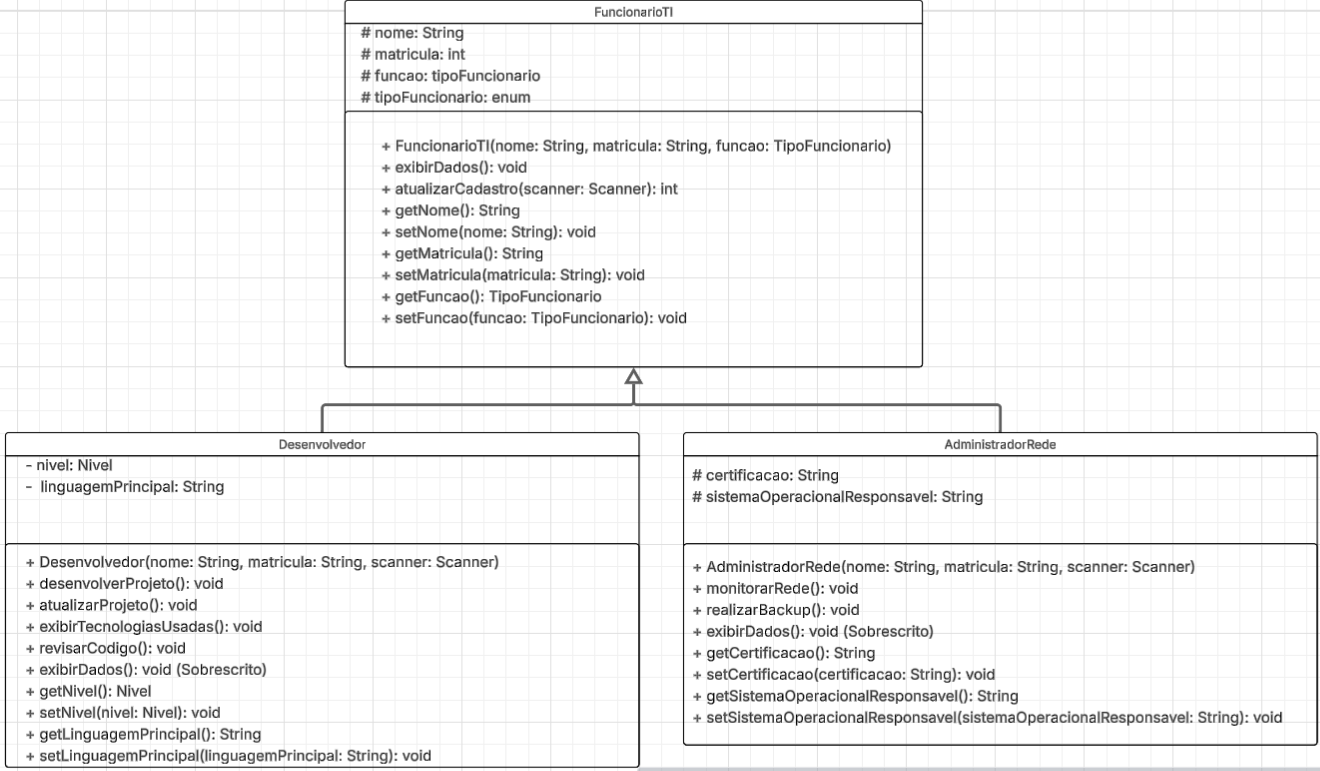 FuncionarioTI
# nome: String
# matricula: int
# funcao: tipoFuncionario
# tipoFuncionario: enum
+ FuncionarioTI(nome: String, matricula: String, funcao: TipoFuncionario)
+ exibirDados(): void
+ atualizarCadastro(scanner: Scanner): int
+ getNome(): String
+ setNome(nome: String): void
+ getMatricula(): String
+ setMatricula(matricula: String): void
+ getFuncao(): TipoFuncionario
+ setFuncao(funcao: TipoFuncionario): void
Desenvolvedor
- nivel: Nivel
- linguagemPrincipal: String
+ Desenvolvedor(nome: String, matricula: String, scanner: Scanner)
+ desenvolverProjeto(): void
+ atualizarProjeto(): void
+ exibirTecnologiasUsadas(): void
+ revisarCodigo(): void
+ exibirDados(): void (Sobrescrito)
+ getNivel(): Nivel
+ setNivel(nivel: Nivel): void
+ getLinguagemPrincipal(): String
+ setLinguagemPrincipal(linguagemPrincipal: String): void
AdministradorRede
# certificacao: String
# sistemaOperacionalResponsavel: String
+ AdministradorRede(nome: String, matricula: String, scanner: Scanner)
+ monitorarRede(): void
+ realizarBackup(): void
+ exibirDados(): void (Sobrescrito)
+ getCertificacao(): String
+ setCertificacao(certificacao: String): void
+ getSistemaOperacionalResponsavel(): String
+ setSistemaOperacionalResponsavel(sistemaOperacionalResponsavel: String): void